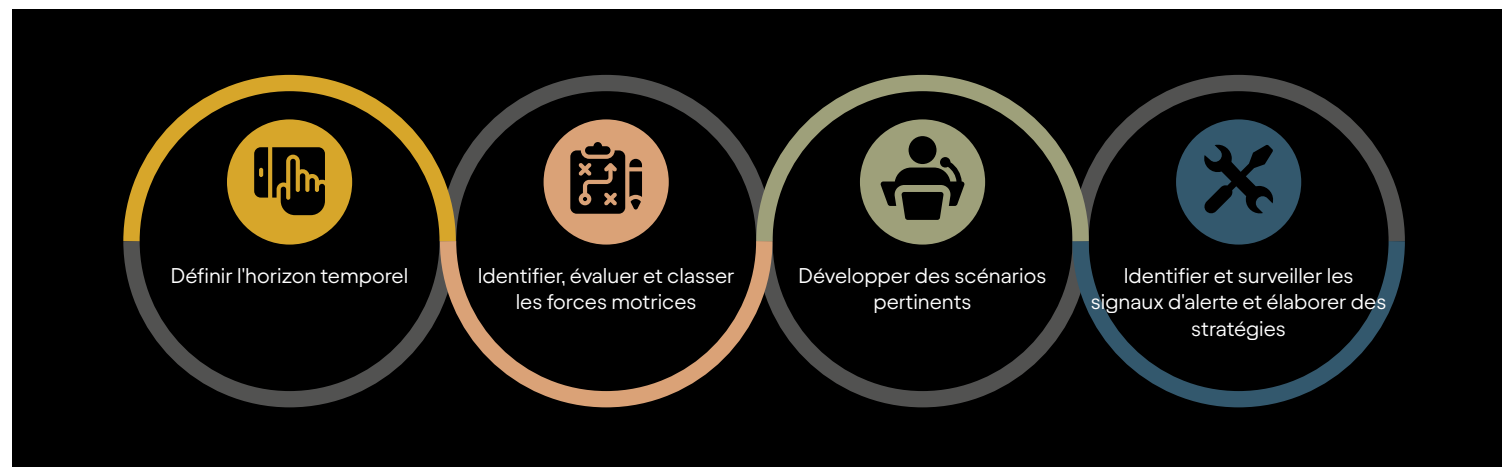 Définir l'horizon temporel
Identifier, évaluer et classer
les forces motrices
Développer des scénarios
pertinents
Identifier et surveiller les
signaux d'alerte et élaborer des
stratégies